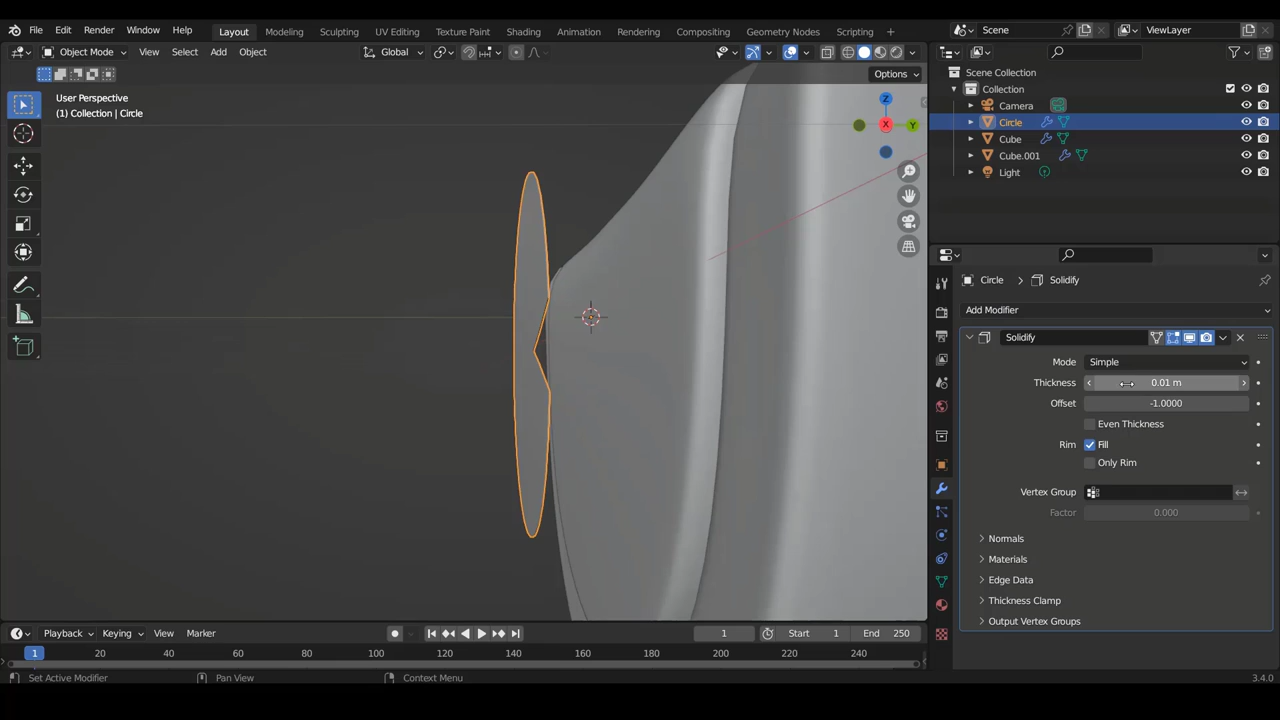 File Edit Render Window Help Layout Modeling Sculpting UV Editing Texture Paint Shading Animation Rendering Compositing Geometry Nodes Scripting + Scene ViewLayer
Object Mode View Select Add Object Global
Options
User Perspective
(1) Collection | Circle
Z
X
Y
Scene Collection
Collection
Camera
Circle
Cube
Cube.001
Light
Circle Solidify
Add Modifier
Solidify
Mode Simple
Thickness 0.01 m
Offset -1.0000
Even Thickness
Rim Fill
Only Rim
Vertex Group
Factor 0.000
Normals
Materials
Edge Data
Thickness Clamp
Output Vertex Groups
Playback Keying View Marker 1 Start 1 End 250
1 20 40 60 80 100 120 140 160 180 200 220 240
Set Active Modifier Pan View Context Menu 3.4.0